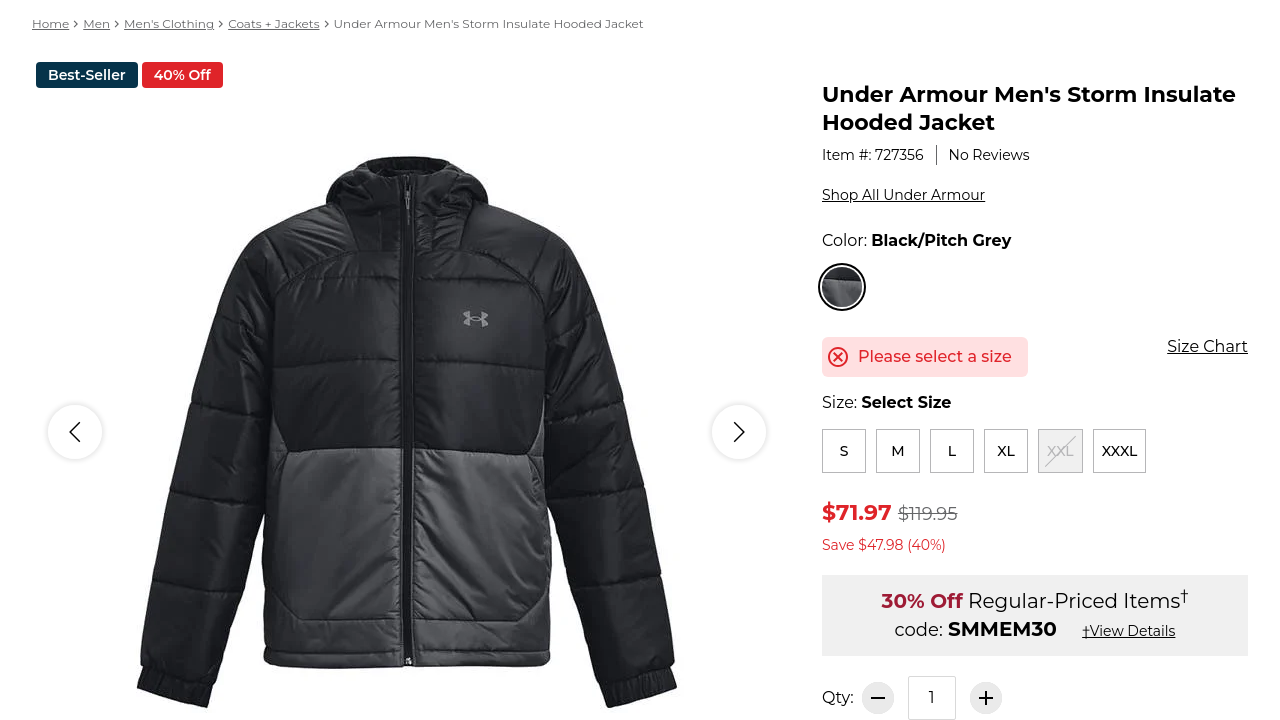 Home > Men > Men's Clothing > Coats + Jackets > Under Armour Men's Storm Insulate Hooded Jacket
Best-Seller 40% Off
Under Armour Men's Storm Insulate
Hooded Jacket
Item #: 727356 No Reviews
Shop All Under Armour
Color: Black/Pitch Grey
Please select a size
Size Chart
Size: Select Size
S M L XL XXL XXXL
$71.97 $119.95
Save $47.98 (40%)
30% Off Regular-Priced Items†
code: SMMEM30 †View Details
Qty: 1